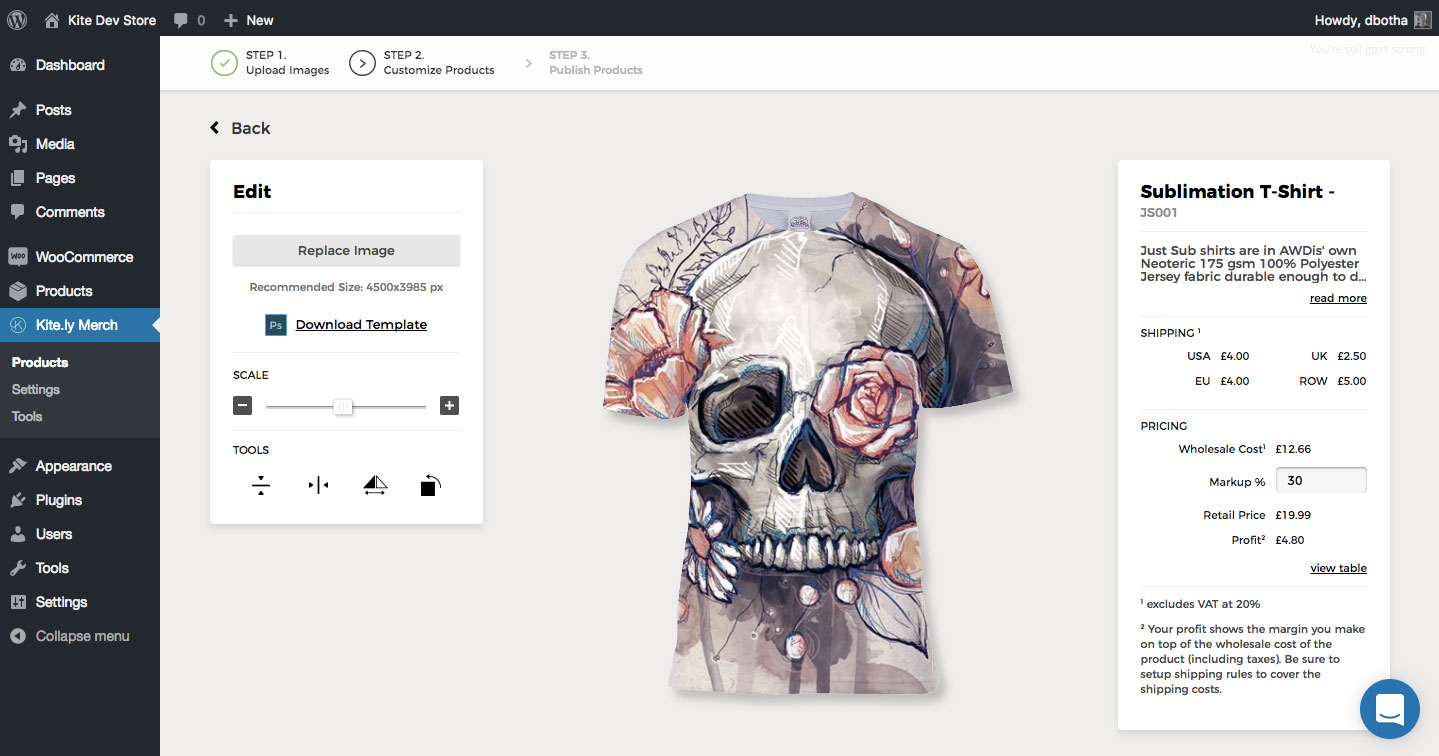 Kite Dev Store
0
New
Howdy, dbotha
Dashboard
Posts
Media
Pages
Comments
WOO
WooCommerce
Products
Kite.ly Merch
Products
Settings
Tools
Appearance
Plugins
Users
Tools
Settings
Collapse menu
STEP 1.
Upload Images
STEP 2.
Customize Products
STEP 3.
Publish Products
You're still goin' strong
Back
Edit
Replace Image
Recommended Size: 4500x3985 px
Ps
Download Template
SCALE
TOOLS
Sublimation T-Shirt -
JS001
Just Sub shirts are in AWDis' own
Neoteric 175 gsm 100% Polyester
Jersey fabric durable enough to d...
read more
SHIPPING ¹
USA £4.00 UK £2.50
EU £4.00 ROW £5.00
PRICING
Wholesale Cost¹ £12.66
Markup % 30
Retail Price £19.99
Profit² £4.80
view table
¹ excludes VAT at 20%
² Your profit shows the margin you make
on top of the wholesale cost of the
product (including taxes). Be sure to
setup shipping rules to cover the
shipping costs.